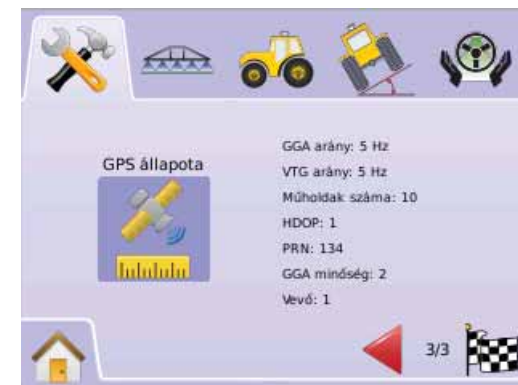 GPS állapota
GGA arány: 5 Hz
VTG arány: 5 Hz
Műholdak száma: 10
HDOP: 1
PRN: 134
GGA minőség: 2
Vevő: 1
3/3